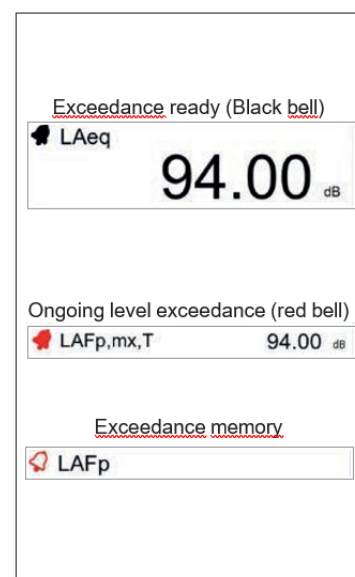 Exceedance ready (Black bell)
LAeq
94.00 dB
Ongoing level exceedance (red bell)
LAFp,mx,T 94.00 dB
Exceedance memory
LAFp